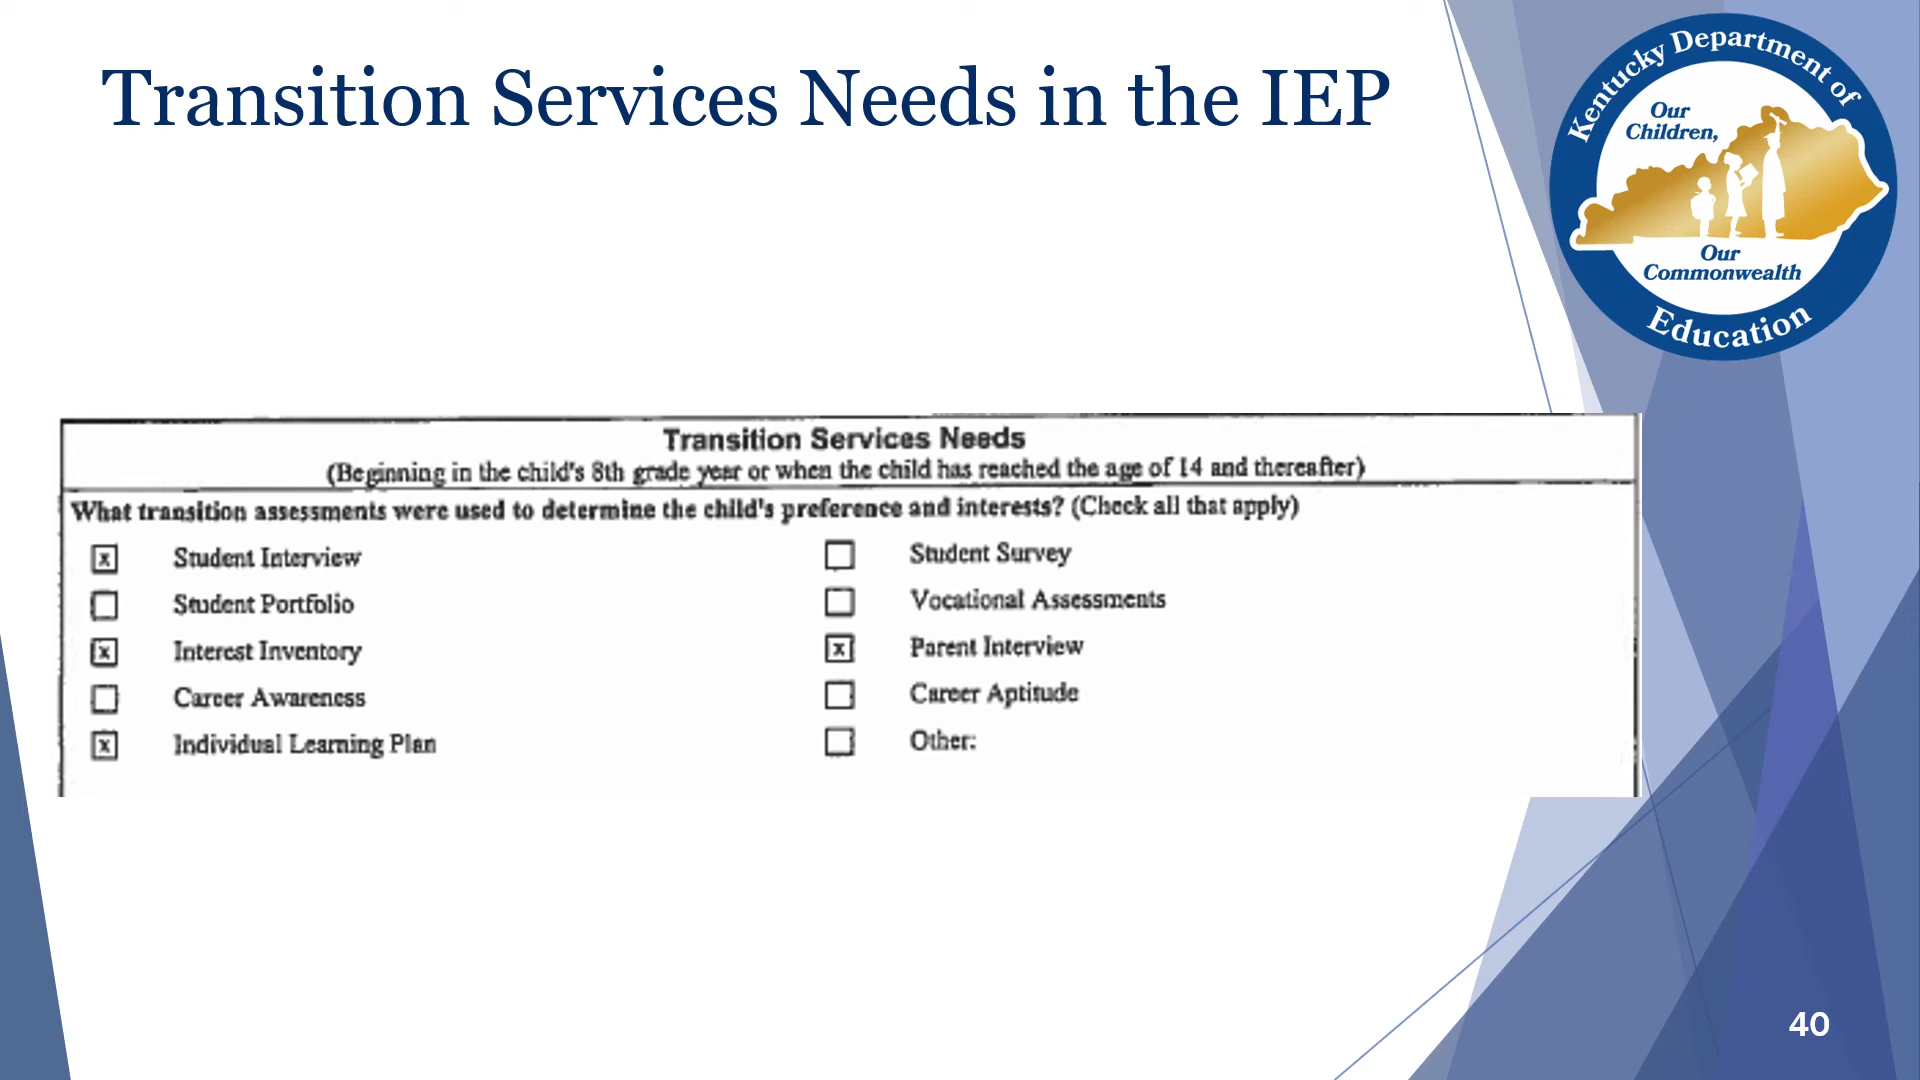 Transition Services Needs in the IEP
Kentucky Department of
Our
Children,
Our
Commonwealth
Education
Transition Services Needs
(Beginning in the child's 8th grade year or when the child has reached the age of 14 and thereafter)
What transition assessments were used to determine the child's preference and interests? (Check all that apply)
x Student Interview
Student Survey
Student Portfolio
Vocational Assessments
x Interest Inventory
x Parent Interview
Career Awareness
Career Aptitude
x Individual Learning Plan
Other:
40